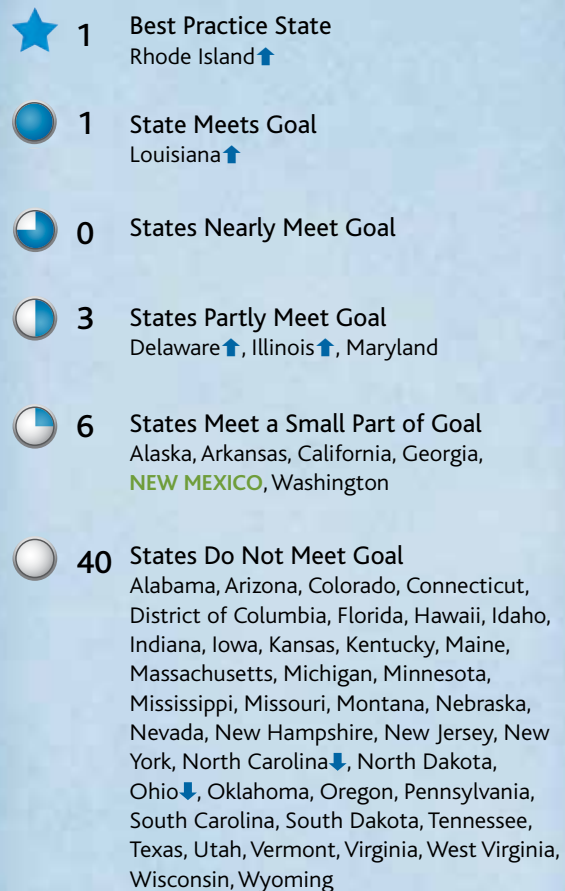 1 Best Practice State
Rhode Island⬆
1 State Meets Goal
Louisiana⬆
0 States Nearly Meet Goal
3 States Partly Meet Goal
Delaware⬆, Illinois⬆, Maryland
6 States Meet a Small Part of Goal
Alaska, Arkansas, California, Georgia,
NEW MEXICO, Washington
40 States Do Not Meet Goal
Alabama, Arizona, Colorado, Connecticut,
District of Columbia, Florida, Hawaii, Idaho,
Indiana, Iowa, Kansas, Kentucky, Maine,
Massachusetts, Michigan, Minnesota,
Mississippi, Missouri, Montana, Nebraska,
Nevada, New Hampshire, New Jersey, New
York, North Carolina⬇, North Dakota,
Ohio⬇, Oklahoma, Oregon, Pennsylvania,
South Carolina, South Dakota, Tennessee,
Texas, Utah, Vermont, Virginia, West Virginia,
Wisconsin, Wyoming